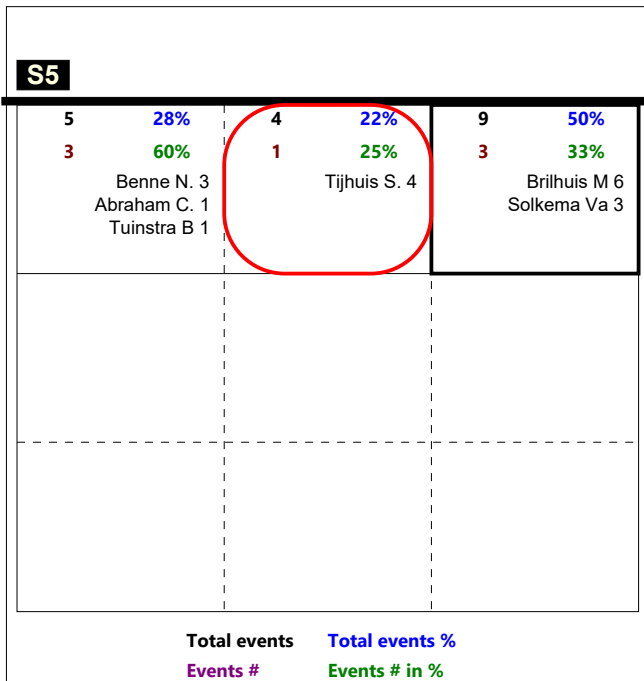 S5
5 28% 4 22% 9 50%
3 60% 1 25% 3 33%
Benne N. 3 Tijhuis S. 4 Brilhuis M 6
Abraham C. 1 Solkema Va 3
Tuinstra B 1
Total events Total events %
Events # Events # in %